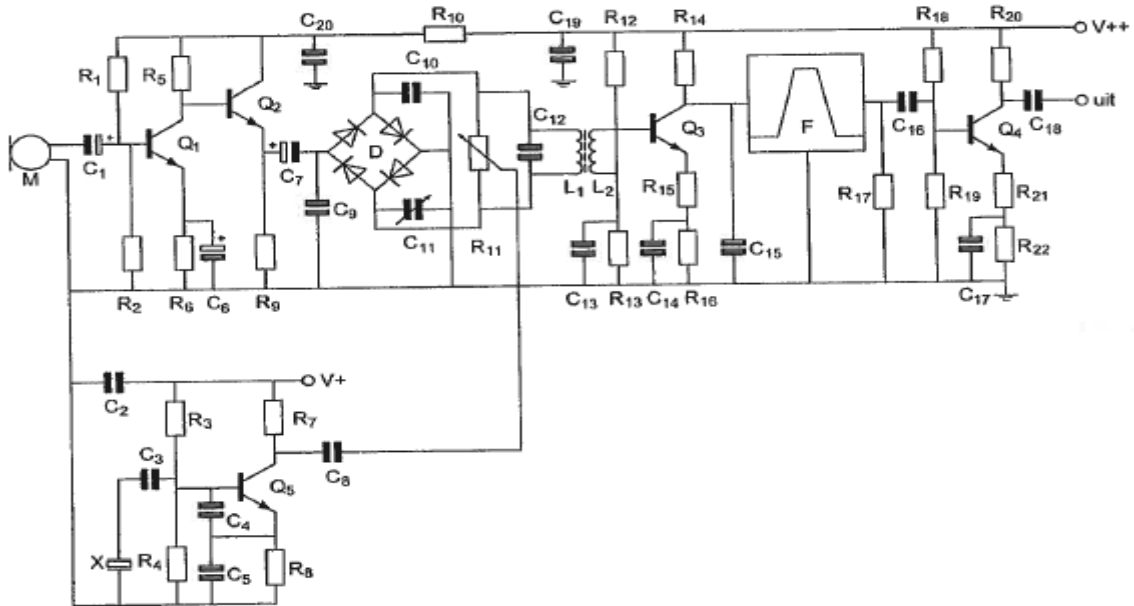 C20 R10 C19 R12 R14 R18 R20 V++
R1 R5 C10 C12
Q2 Q1 Q3 F C16 Q4 C18 uit
M C1 + + C7 D
C9 L1 L2 R15 R17 R19 R21
C11 R11 C15 R22
R2 R6 + C6 R9 C13 R13 C14 R16 C17
C2 V+
R3 R7
C3 C8
Q5
C4
X R4 C5 R8